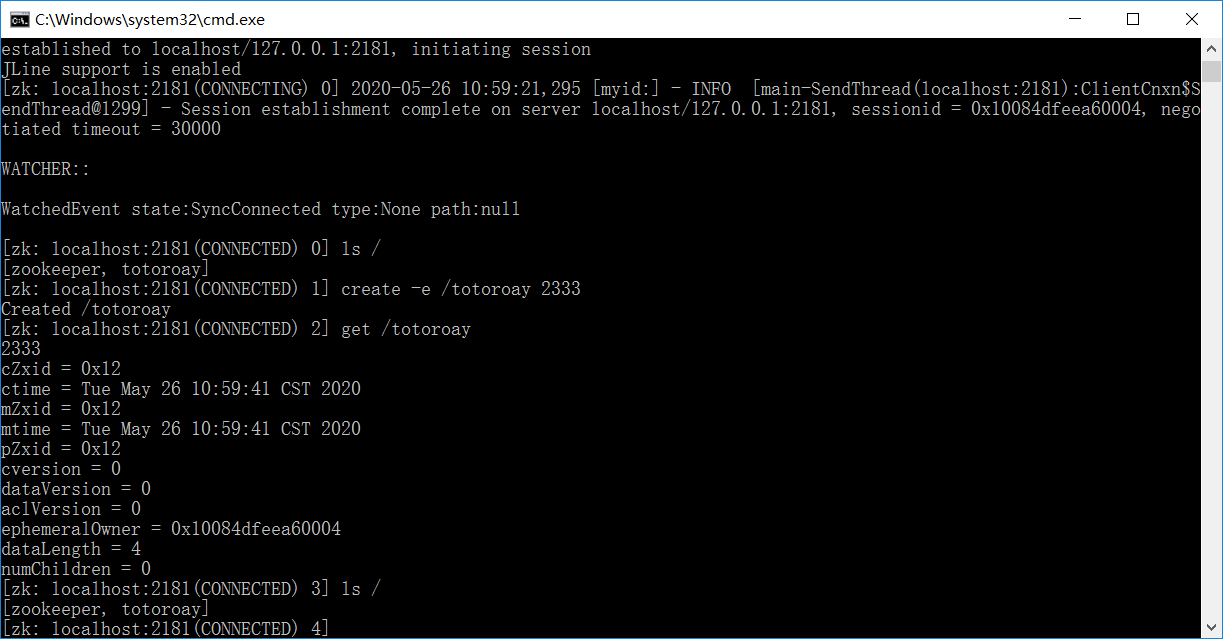 C:\Windows\system32\cmd.exe
established to localhost/127.0.0.1:2181, initiating session
JLine support is enabled
[zk: localhost:2181(CONNECTING) 0] 2020-05-26 10:59:21,295 [myid:] - INFO  [main-SendThread(localhost:2181):ClientCnxn$S
endThread@1299] - Session establishment complete on server localhost/127.0.0.1:2181, sessionid = 0x10084dfeea60004, nego
tiated timeout = 30000
WATCHER::
WatchedEvent state:SyncConnected type:None path:null
[zk: localhost:2181(CONNECTED) 0] ls /
[zookeeper, totoroay]
[zk: localhost:2181(CONNECTED) 1] create -e /totoroay 2333
Created /totoroay
[zk: localhost:2181(CONNECTED) 2] get /totoroay
2333
cZxid = 0x12
ctime = Tue May 26 10:59:41 CST 2020
mZxid = 0x12
mtime = Tue May 26 10:59:41 CST 2020
pZxid = 0x12
cversion = 0
dataVersion = 0
aclVersion = 0
ephemeralOwner = 0x10084dfeea60004
dataLength = 4
numChildren = 0
[zk: localhost:2181(CONNECTED) 3] ls /
[zookeeper, totoroay]
[zk: localhost:2181(CONNECTED) 4]